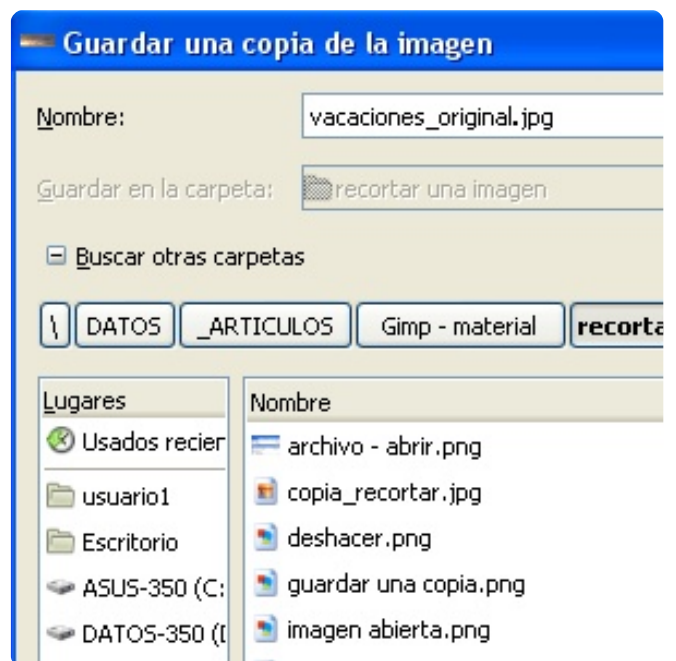 Guardar una copia de la imagen
Nombre: vacaciones_original.jpg
Guardar en la carpeta: recortar una imagen
Buscar otras carpetas
\ DATOS _ARTICULOS Gimp - material recorta
Lugares Nombre
Usados recien archivo - abrir.png
usuario1 copia_recortar.jpg
Escritorio deshacer.png
ASUS-350 (C: guardar una copia.png
DATOS-350 (D imagen abierta.png